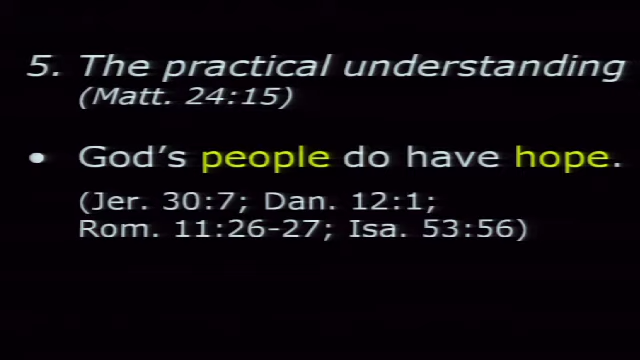 5. The practical understanding
(Matt. 24:15)
• God's people do have hope.
(Jer. 30:7; Dan. 12:1;
Rom. 11:26-27; Isa. 53:56)